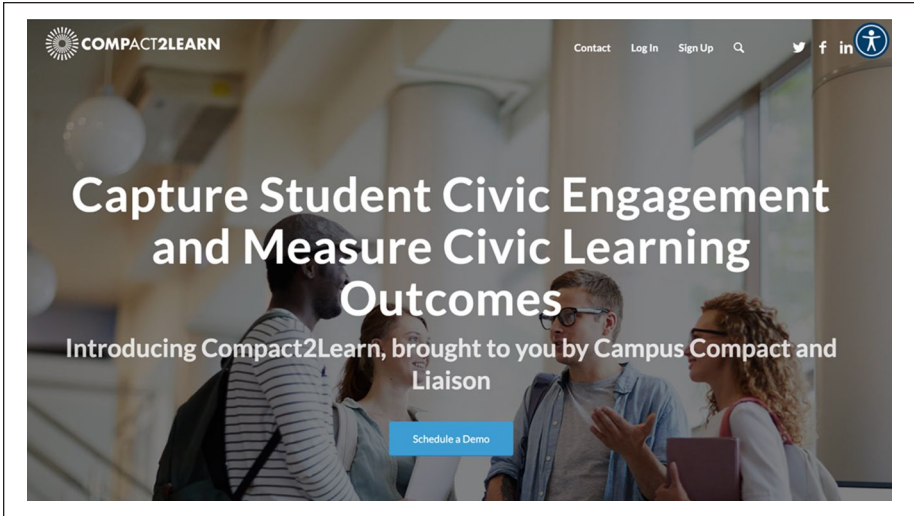 COMPACT2LEARN
Contact Log In Sign Up
Capture Student Civic Engagement
and Measure Civic Learning
Outcomes
Introducing Compact2Learn, brought to you by Campus Compact and
Liaison
Schedule a Demo